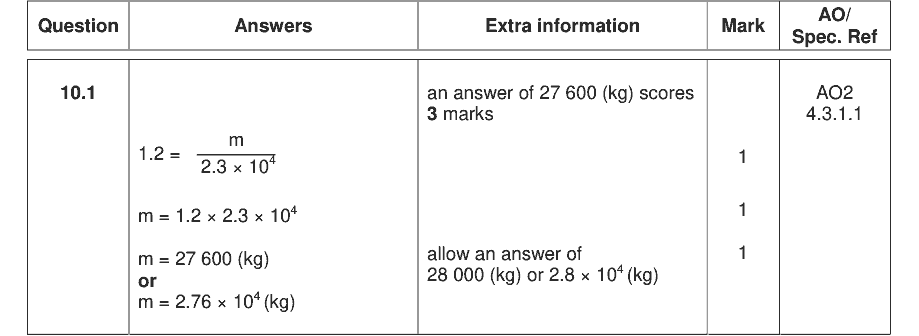 Question Answers Extra information Mark AO/
Spec. Ref
10.1 an answer of 27 600 (kg) scores AO2
3 marks 4.3.1.1
1.2 = m / 2.3 × 10⁴ 1
m = 1.2 × 2.3 × 10⁴ 1
m = 27 600 (kg) allow an answer of 1
or 28 000 (kg) or 2.8 × 10⁴ (kg)
m = 2.76 × 10⁴ (kg)